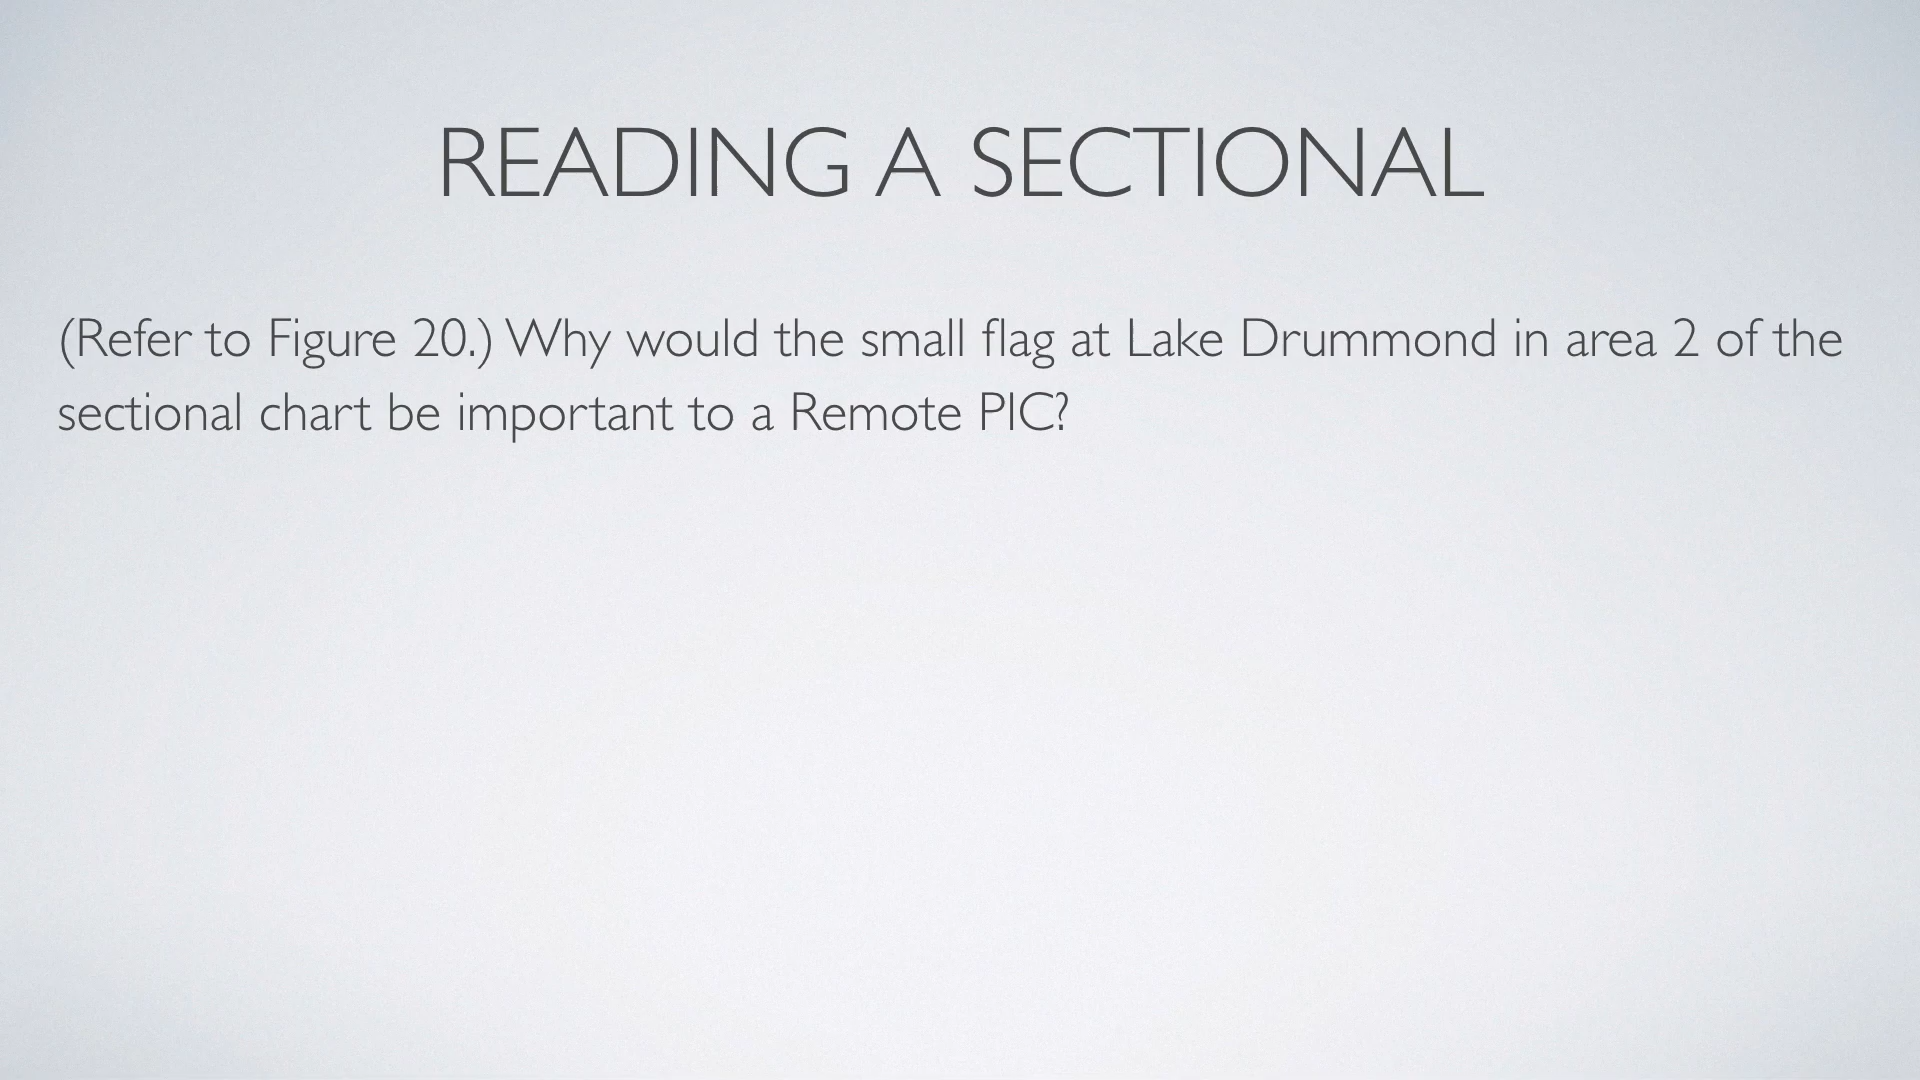 READING A SECTIONAL
(Refer to Figure 20.) Why would the small flag at Lake Drummond in area 2 of the
sectional chart be important to a Remote PIC?